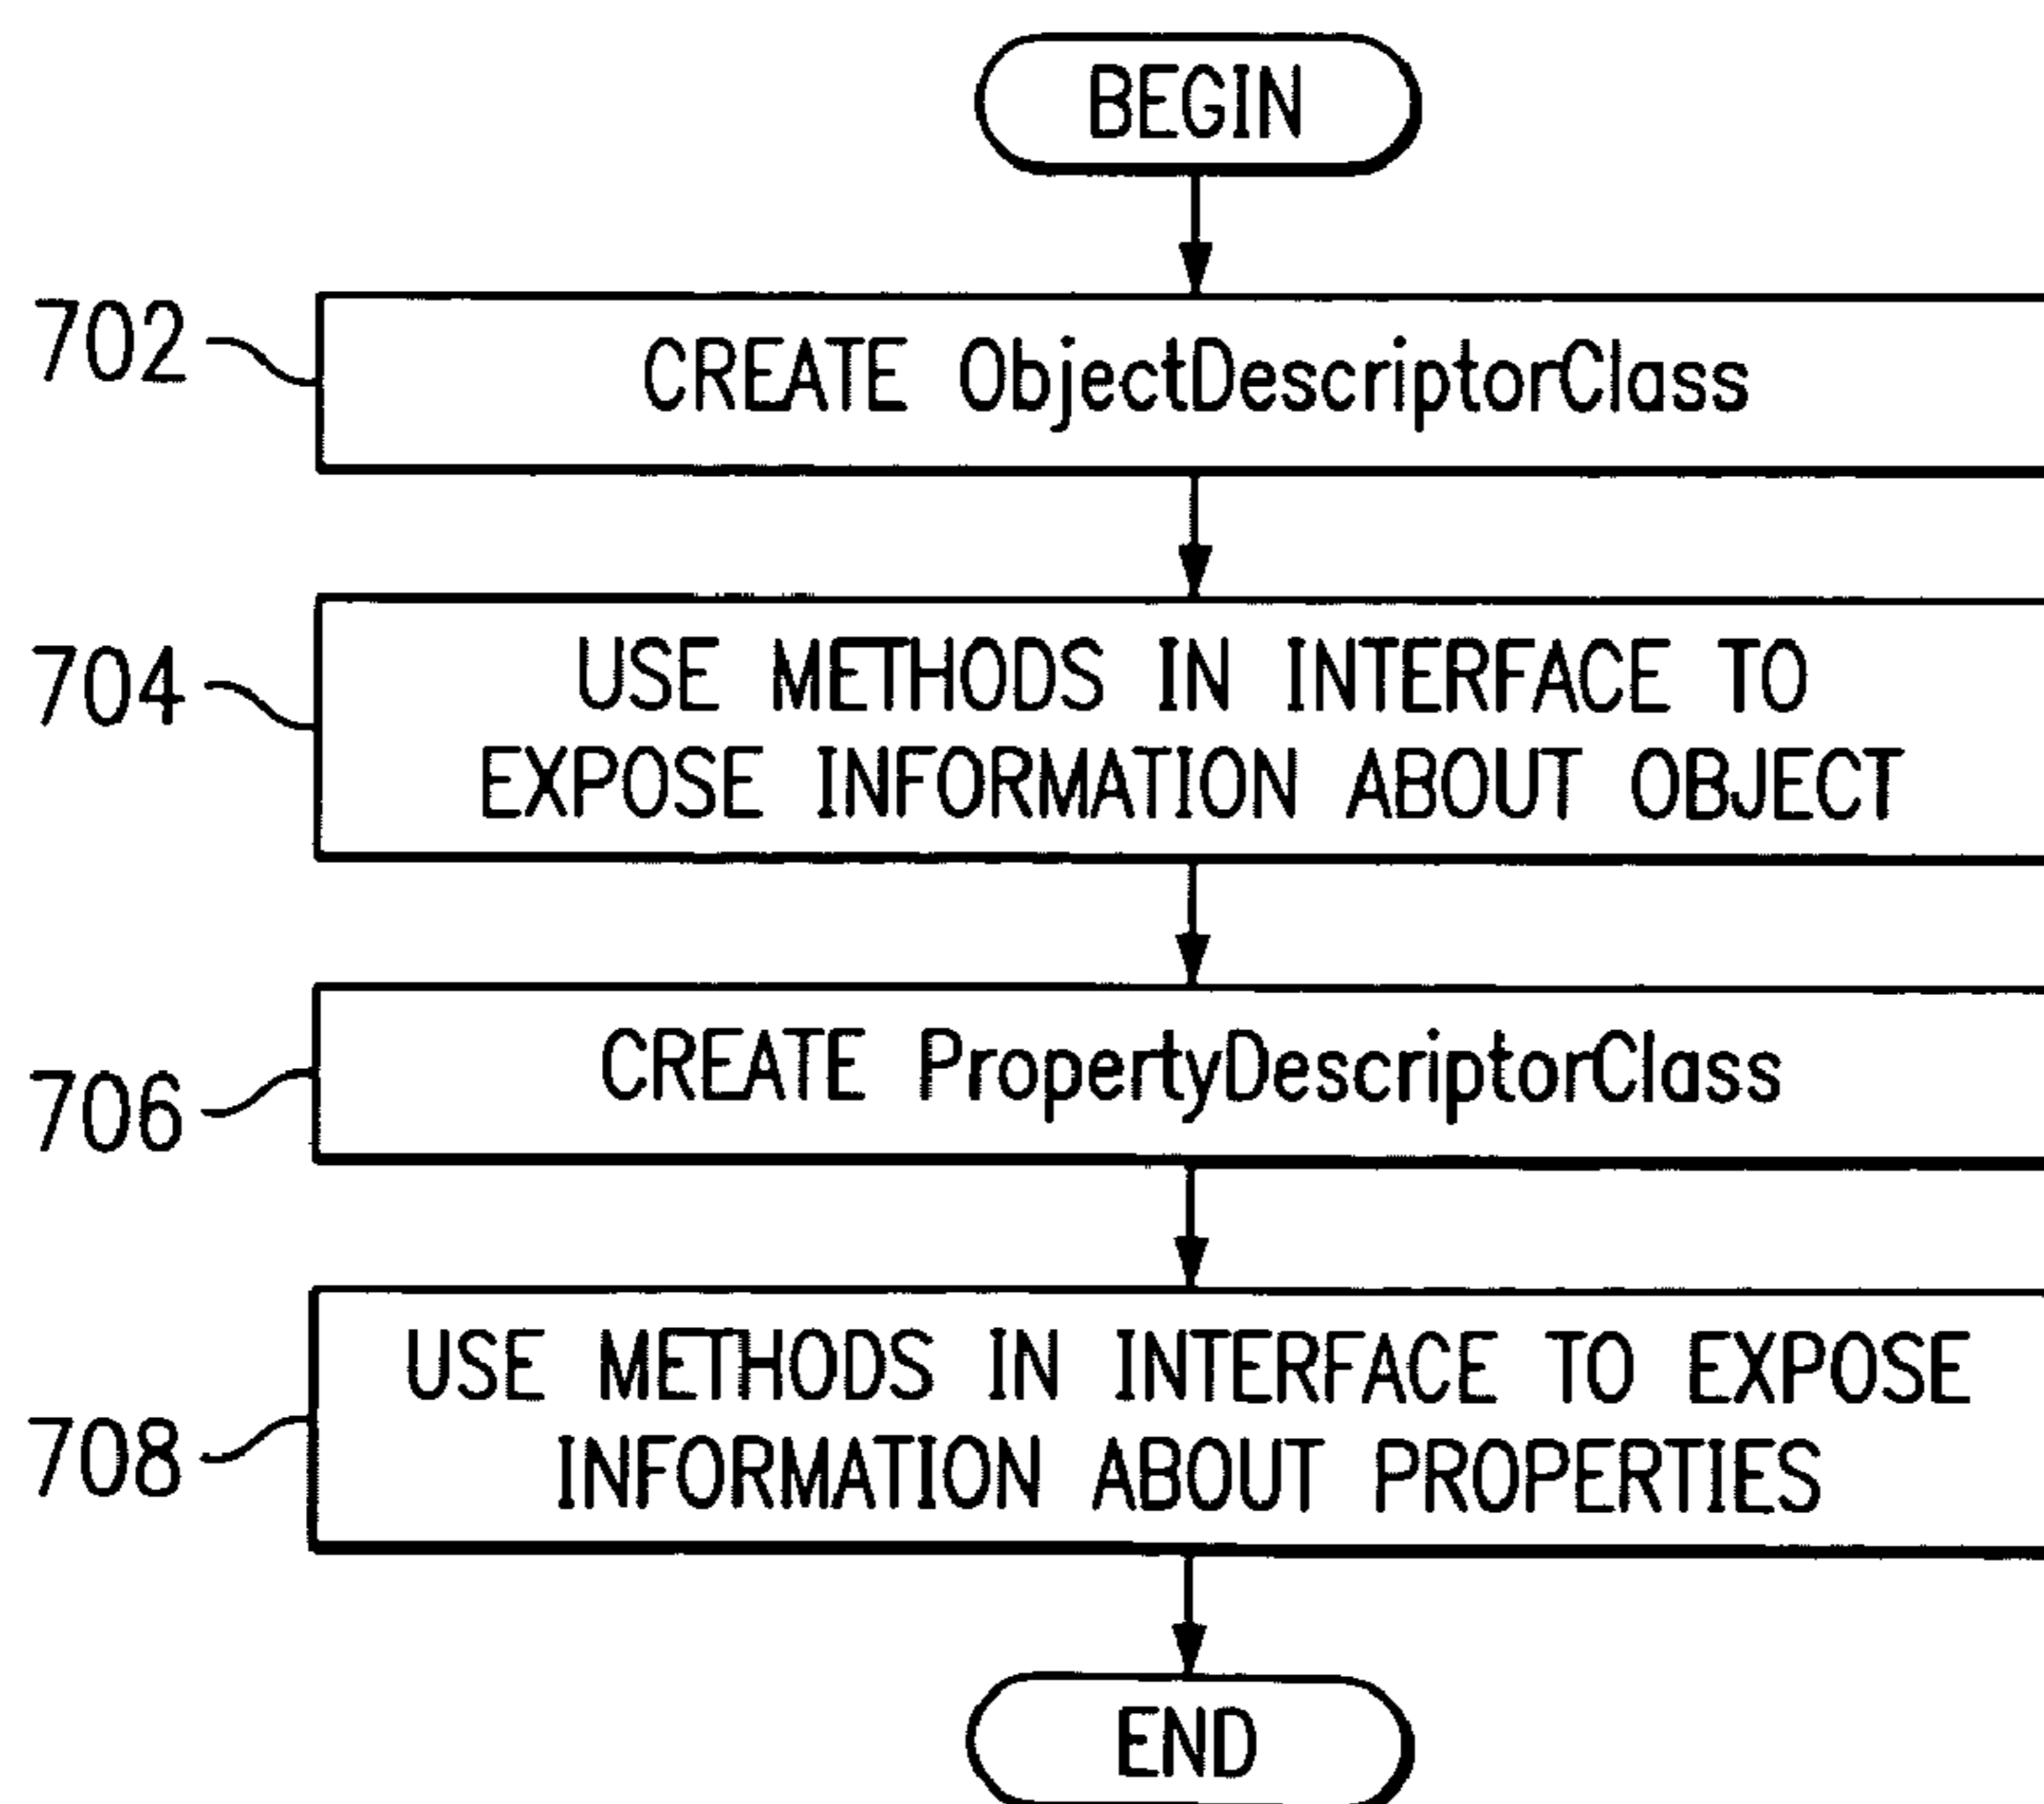 BEGIN
702
CREATE ObjectDescriptorClass
704
USE METHODS IN INTERFACE TO
EXPOSE INFORMATION ABOUT OBJECT
706
CREATE PropertyDescriptorClass
708
USE METHODS IN INTERFACE TO EXPOSE
INFORMATION ABOUT PROPERTIES
END